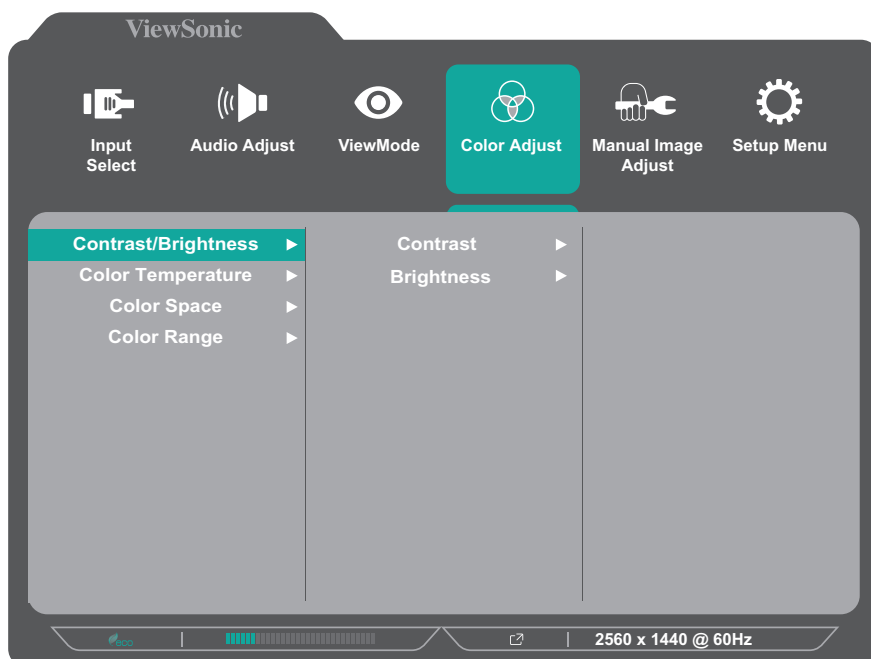 ViewSonic
Input
Select
Audio Adjust
ViewMode
Color Adjust
Manual Image
Adjust
Setup Menu
Contrast/Brightness
Color Temperature
Color Space
Color Range
Contrast
Brightness
eco
2560 x 1440 @ 60Hz